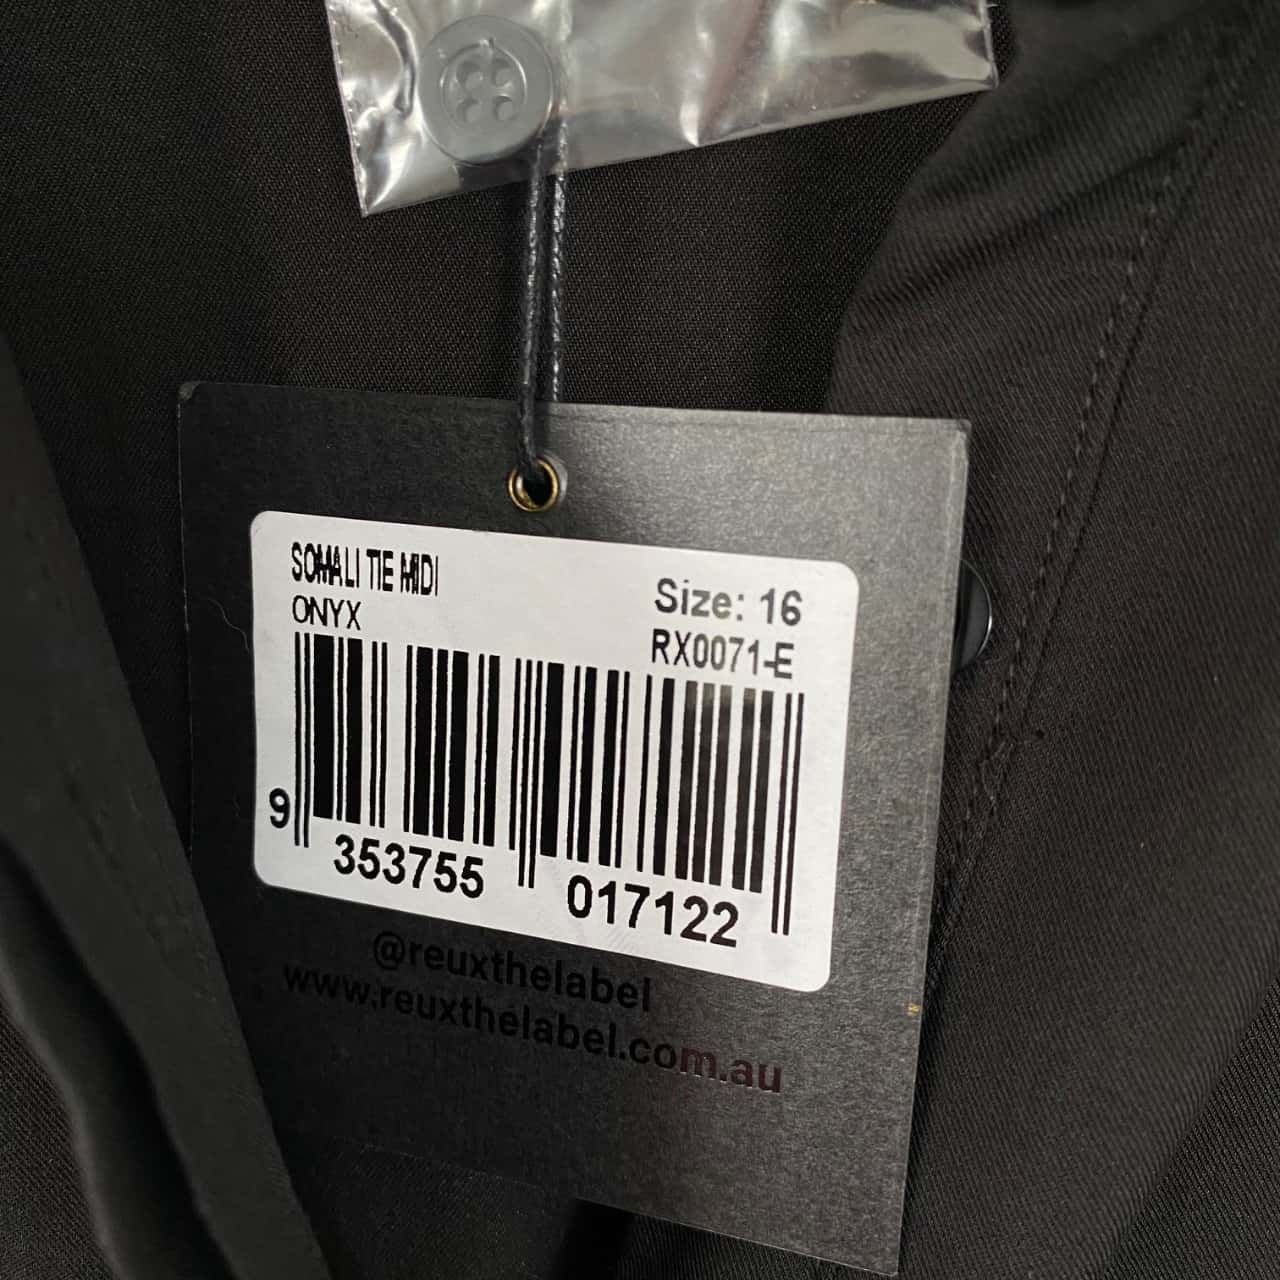 SOMALI TIE MIDI
ONYX
Size: 16
RX0071-E
9 353755 017122
@reuxthelabel
www.reuxthelabel.com.au